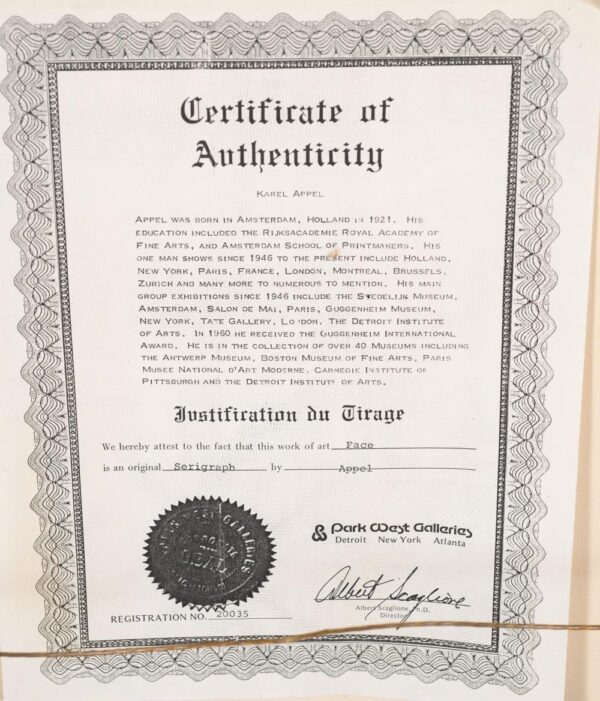 Certificate of
Authenticity
KAREL APPEL
APPEL WAS BORN IN AMSTERDAM, HOLLAND IN 1921. HIS
EDUCATION INCLUDED THE RIJKSACADEMIE ROYAL ACADEMY OF
FINE ARTS, AND AMSTERDAM SCHOOL OF PRINTMAKERS. HIS
ONE MAN SHOWS SINCE 1946 TO THE PRESENT INCLUDE HOLLAND,
NEW YORK, PARIS, FRANCE, LONDON, MONTREAL, BRUSSELS,
ZURICH AND MANY MORE TO NUMEROUS TO MENTION. HIS MAIN
GROUP EXHIBITIONS SINCE 1946 INCLUDE THE STEDELIJN MUSEUM,
AMSTERDAM, SALON DE MAI, PARIS, GUGGENHEIM MUSEUM,
NEW YORK, TATE GALLERY, LONDON. THE DETROIT INSTITUTE
OF ARTS. IN 1960 HE RECEIVED THE GUGGENHEIM INTERNATIONAL
AWARD. HE IS IN THE COLLECTION OF OVER 40 MUSEUMS INCLUDING
THE ANTWERP MUSEUM, BOSTON MUSEUM OF FINE ARTS, PARIS
MUSEE NATIONAL D'ART MODERNE. CARNEGIE INSTITUTE OF
PITTSBURGH AND THE DETROIT INSTITUTE OF ARTS.
Justification du Tirage
We hereby attest to the fact that this work of art Face
is an original Serigraph by Appel
PARK WEST GALLERIES
SEAL
Park West Galleries
Detroit New York Atlanta
Albert Scaglione
Albert Scaglione, Ph.D.
Director
REGISTRATION NO. 20035